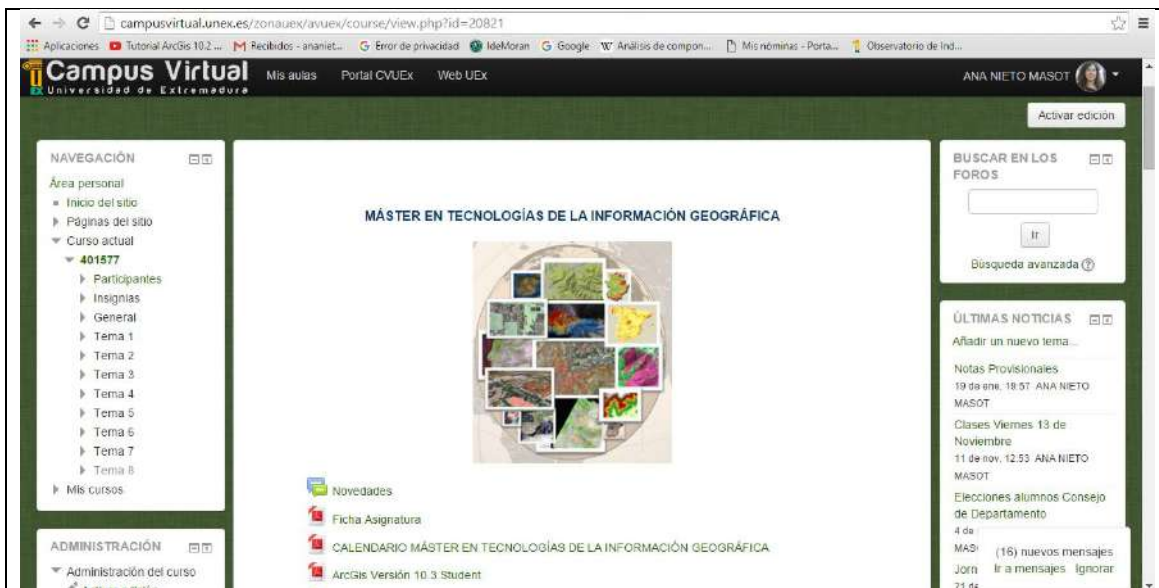 campusvirtual.unex.es/zonauex/avuex/course/view.php?id=20821
Aplicaciones Tutorial ArcGis 10.2 ... Recibidos - ananiet... Error de privacidad IdeMoran Google Análisis de compon... Mis nóminas - Porta... Observatorio de Ind...
Campus Virtual
Universidad de Extremadura
Mis aulas Portal CVUEx Web UEx
ANA NIETO MASOT
Activar edición
NAVEGACIÓN
Área personal
Inicio del sitio
Páginas del sitio
Curso actual
401577
Participantes
Insignias
General
Tema 1
Tema 2
Tema 3
Tema 4
Tema 5
Tema 6
Tema 7
Tema 8
Mis cursos
ADMINISTRACIÓN
Administración del curso
MÁSTER EN TECNOLOGÍAS DE LA INFORMACIÓN GEOGRÁFICA
Novedades
Ficha Asignatura
CALENDARIO MÁSTER EN TECNOLOGÍAS DE LA INFORMACIÓN GEOGRÁFICA
ArcGis Versión 10.3 Student
BUSCAR EN LOS
FOROS
Ir
Búsqueda avanzada
ÚLTIMAS NOTICIAS
Añadir un nuevo tema...
Notas Provisionales
19 de ene, 19:57 ANA NIETO
MASOT
Clases Viernes 13 de
Noviembre
11 de nov, 12:53 ANA NIETO
MASOT
Elecciones alumnos Consejo
de Departamento
4 de
MAS
Jorn
(16) nuevos mensajes
Ir a mensajes Ignorar